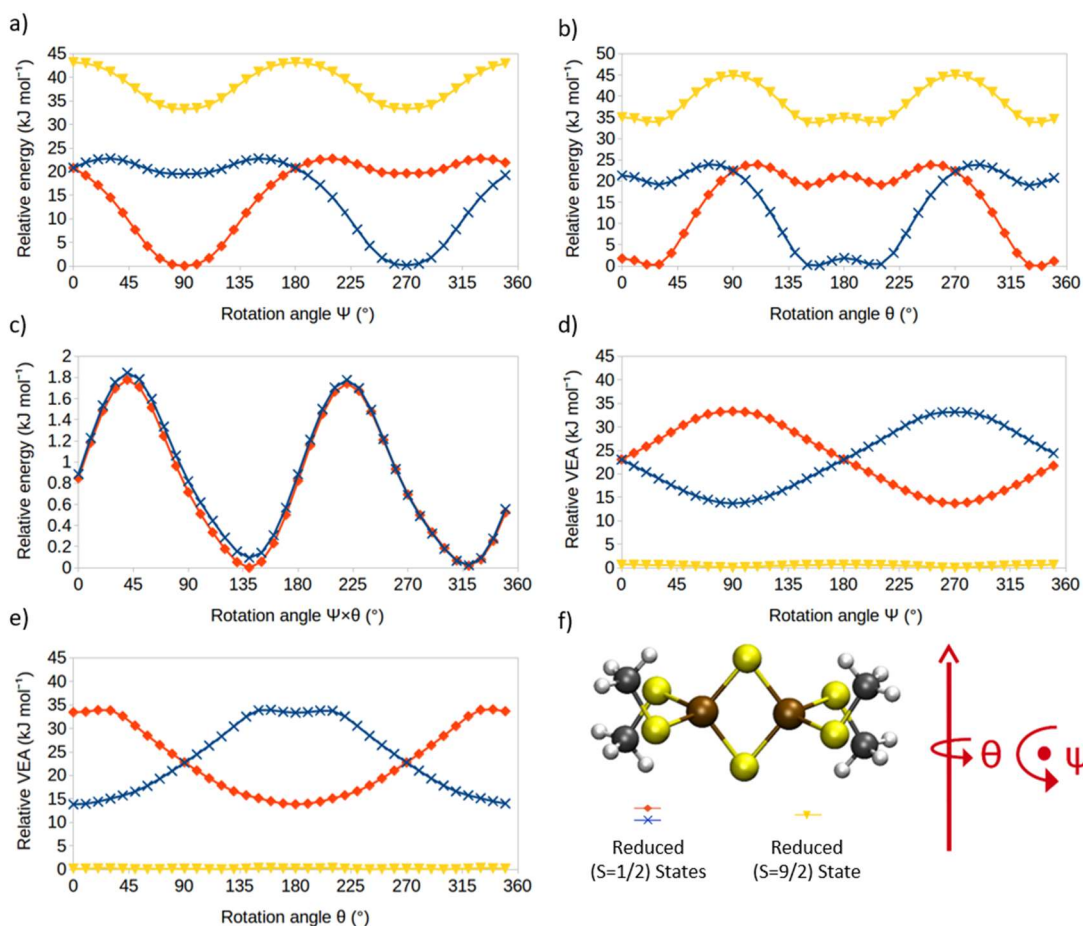 a)
Relative energy (kJ mol⁻¹)
45
40
35
30
25
20
15
10
5
0
0 45 90 135 180 225 270 315 360
Rotation angle Ψ (°)
b)
Relative energy (kJ mol⁻¹)
50
45
40
35
30
25
20
15
10
5
0
0 45 90 135 180 225 270 315 360
Rotation angle θ (°)
c)
Relative energy (kJ mol⁻¹)
2
1.8
1.6
1.4
1.2
1
0.8
0.6
0.4
0.2
0
0 45 90 135 180 225 270 315 360
Rotation angle Ψ×θ (°)
d)
Relative VEA (kJ mol⁻¹)
45
40
35
30
25
20
15
10
5
0
0 45 90 135 180 225 270 315 360
Rotation angle Ψ (°)
e)
Relative VEA (kJ mol⁻¹)
45
40
35
30
25
20
15
10
5
0
0 45 90 135 180 225 270 315 360
Rotation angle θ (°)
f)
θ Ψ
Reduced
(S=1/2) States
Reduced
(S=9/2) State